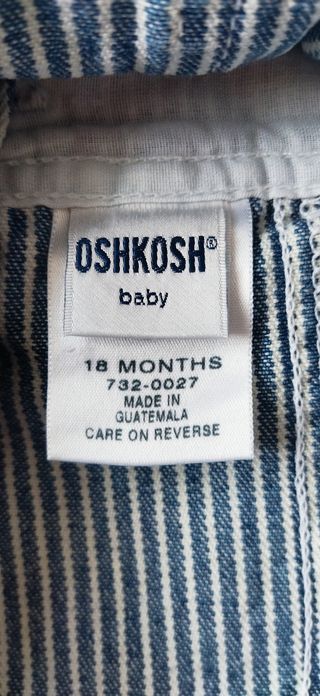 OSHKOSH®
baby
18 MONTHS
732-0027
MADE IN
GUATEMALA
CARE ON REVERSE